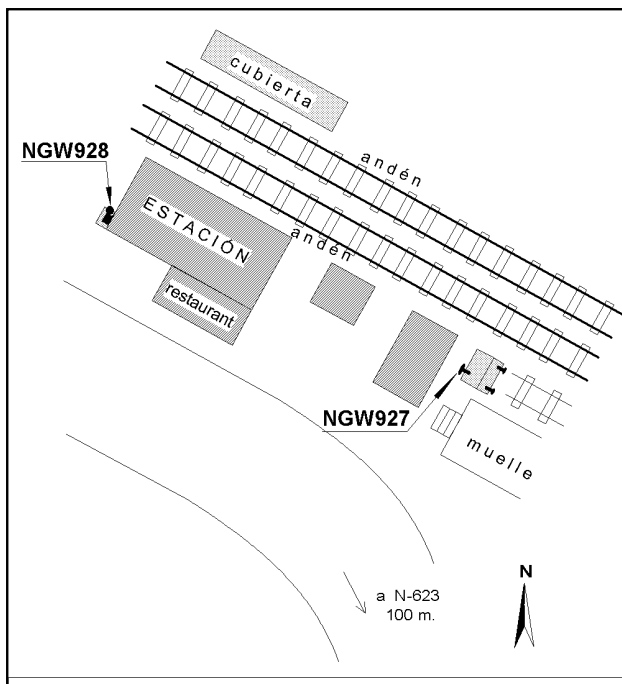 cubierta
andén
NGW928
ESTACIÓN
andén
restaurant
NGW927
muelle
N
a N-623
100 m.